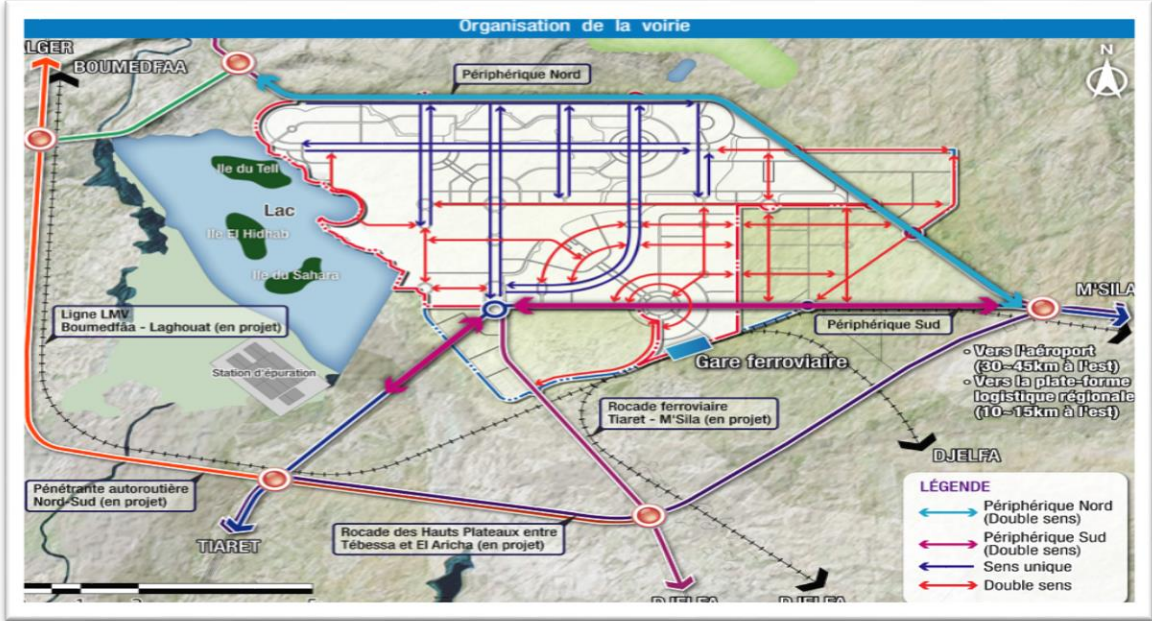 Organisation de la voirie
ALGER
BOUMEDFAA
Périphérique Nord
N
Ile du Tell
Lac
Ile El Hidhab
Ile du Sahara
Ligne LMV
Boumedfâa - Laghouat (en projet)
Station d'épuration
M'SILA
Périphérique Sud
Gare ferroviaire
- Vers l'aéroport
(30~45km à l'est)
- Vers la plate-forme
logistique régionale
(10~15km à l'est)
Rocade ferroviaire
Tiaret - M'Sila (en projet)
DJELFA
Pénétrante autoroutière
Nord-Sud (en projet)
TIARET
Rocade des Hauts Plateaux entre
Tébessa et El Aricha (en projet)
LÉGENDE
Périphérique Nord
(Double sens)
Périphérique Sud
(Double sens)
Sens unique
Double sens
DJELFA
DJELFA